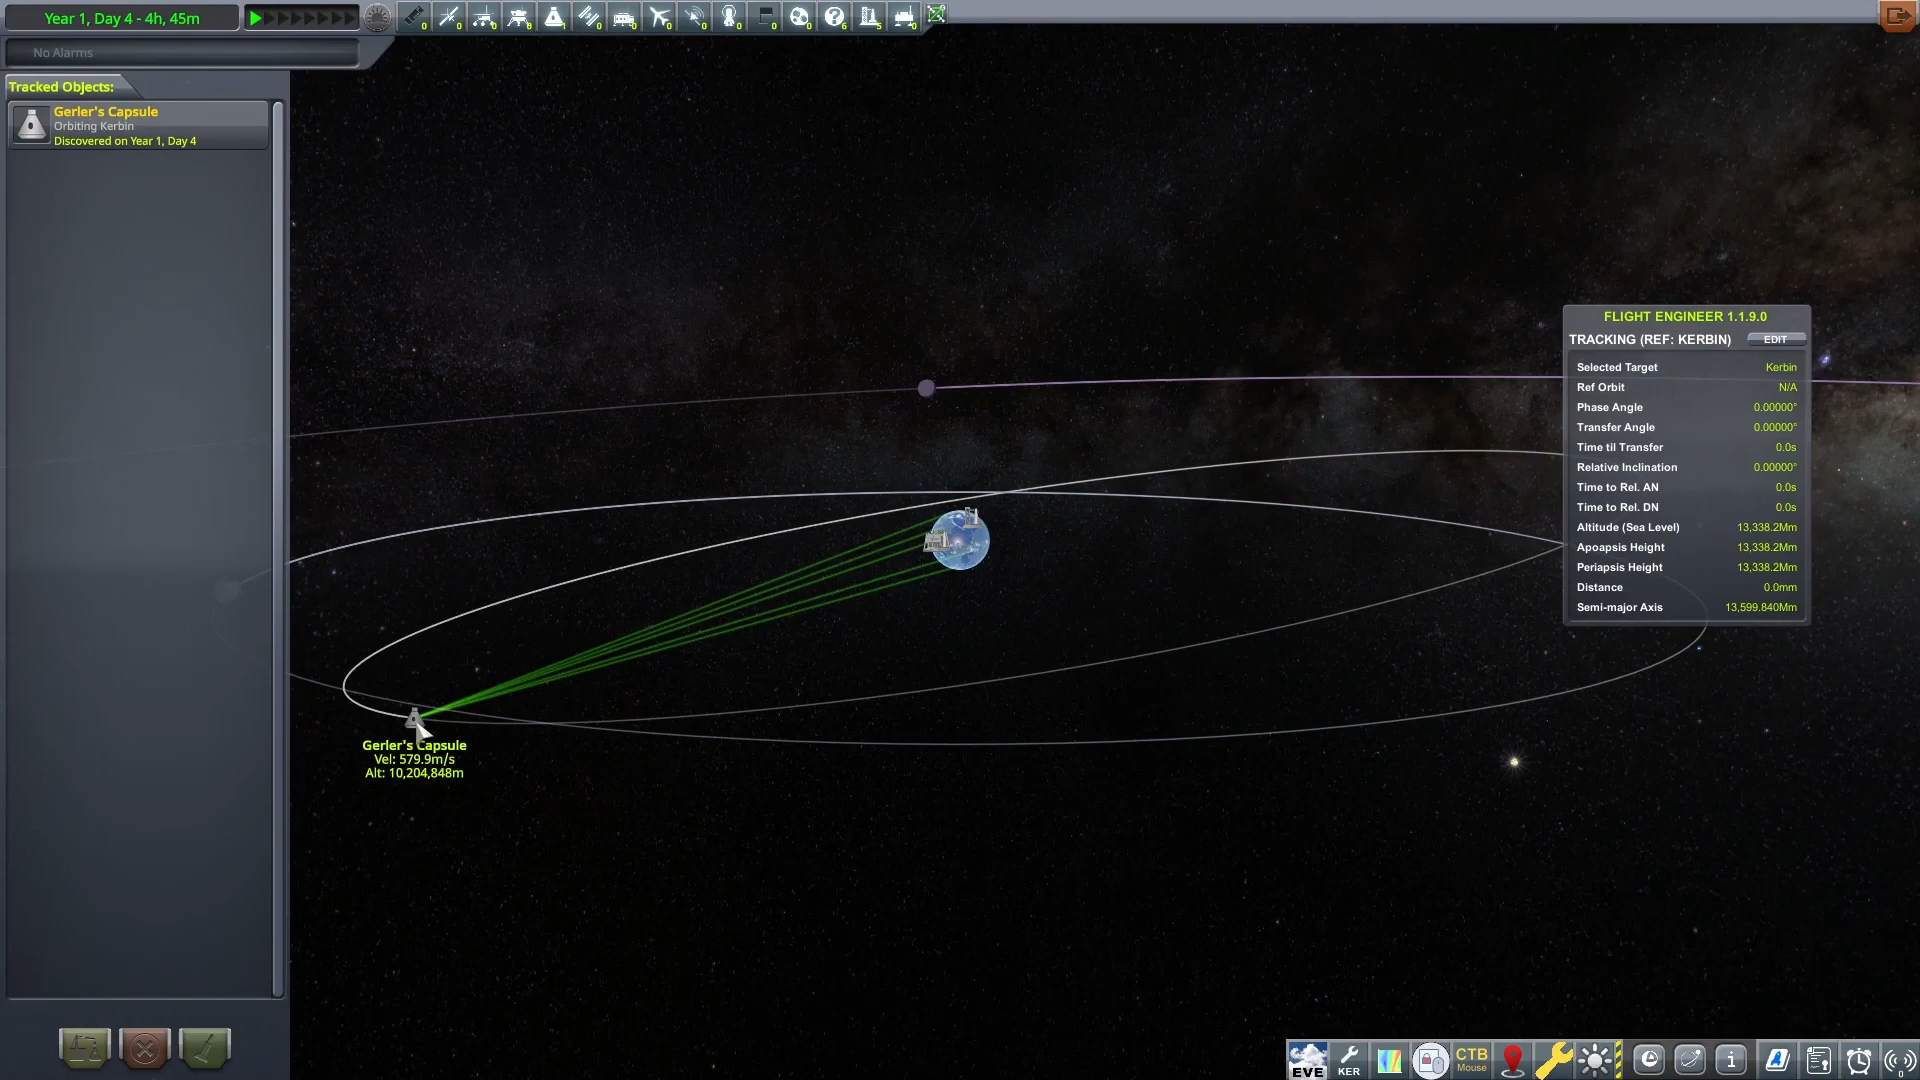 Year 1, Day 4 - 4h, 45m
No Alarms
Tracked Objects:
Gerler's Capsule
Orbiting Kerbin
Discovered on Year 1, Day 4
FLIGHT ENGINEER 1.1.9.0
TRACKING (REF: KERBIN) EDIT
Selected Target Kerbin
Ref Orbit N/A
Phase Angle 0.00000°
Transfer Angle 0.00000°
Time til Transfer 0.0s
Relative Inclination 0.00000°
Time to Rel. AN 0.0s
Time to Rel. DN 0.0s
Altitude (Sea Level) 13,338.2Mm
Apoapsis Height 13,338.2Mm
Periapsis Height 13,338.2Mm
Distance 0.0mm
Semi-major Axis 13,599.840Mm
Gerler's Capsule
Vel: 579.9m/s
Alt: 10,204,848m
EVE
KER
CTB
Mouse